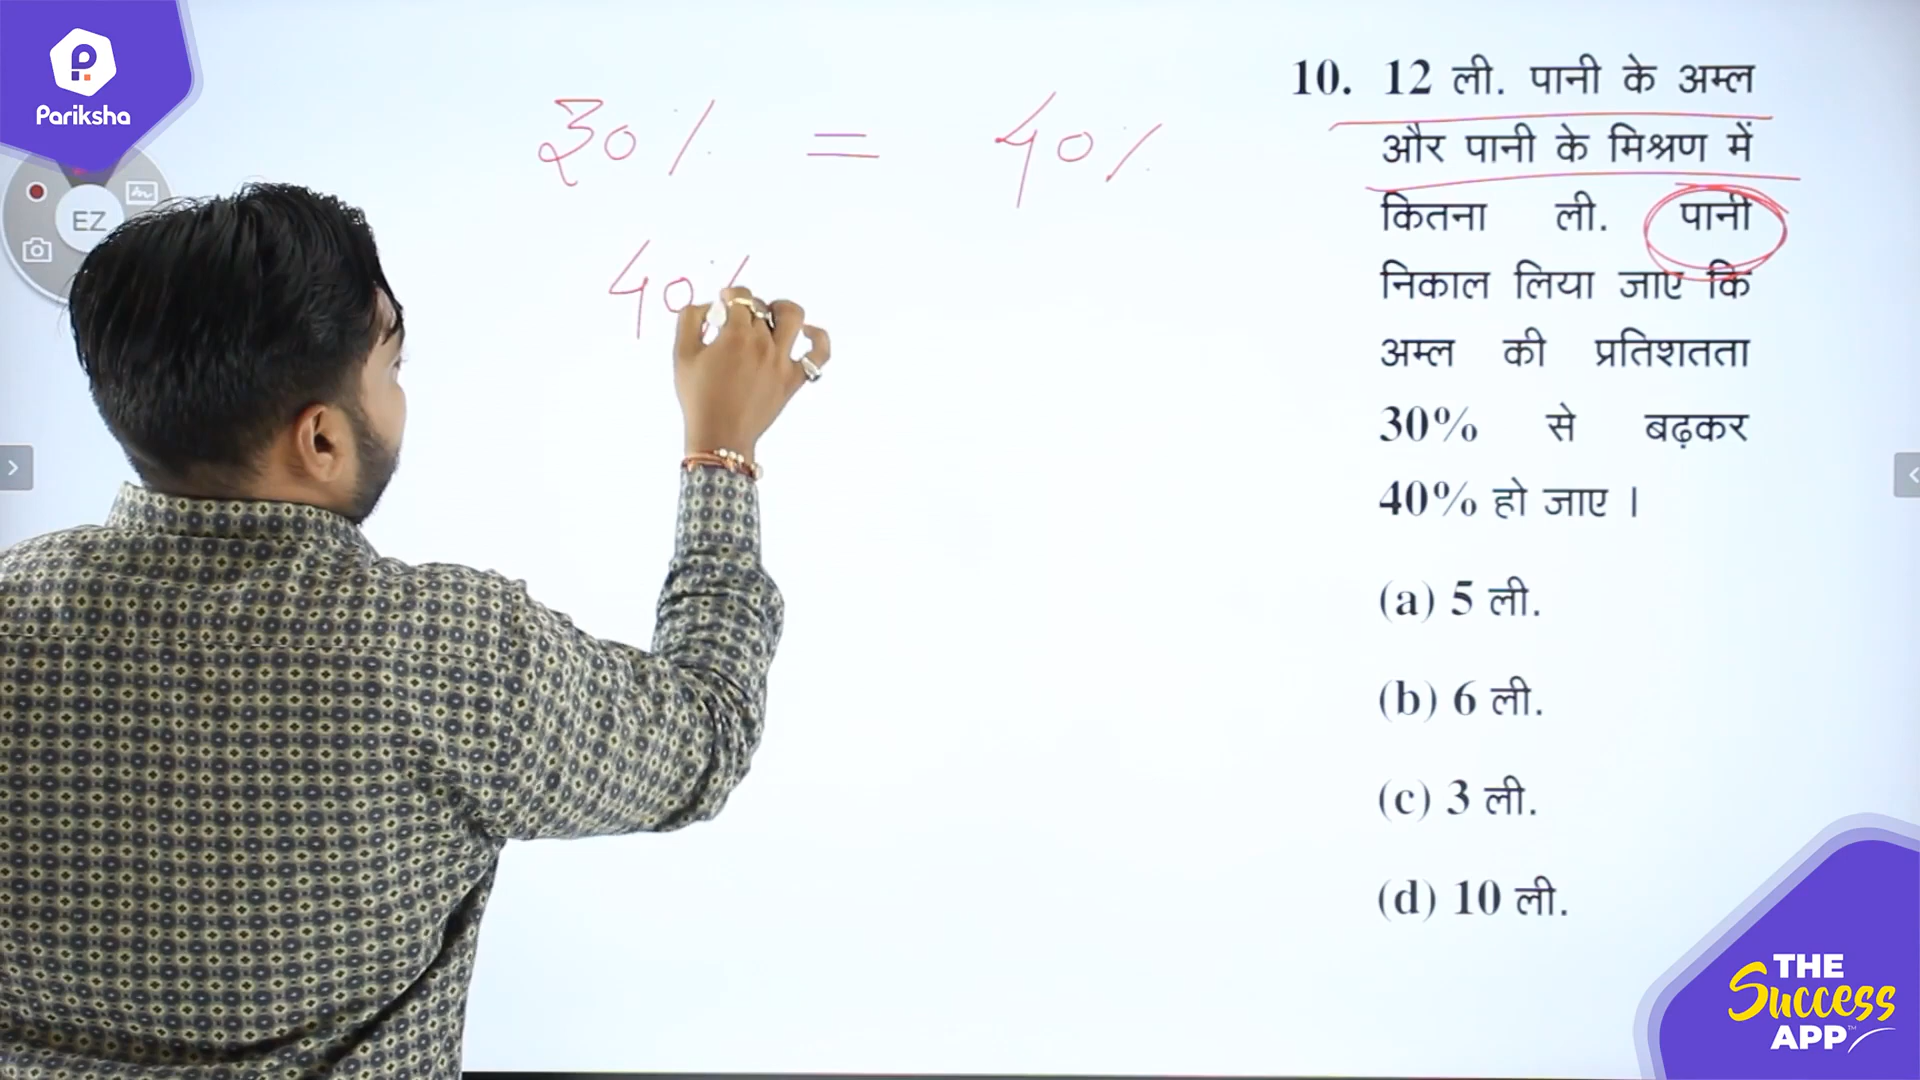 Pariksha
EZ
30% = 40%
40%
10. 12 ली. पानी के अम्ल
और पानी के मिश्रण में
कितना ली. पानी
निकाल लिया जाए कि
अम्ल की प्रतिशतता
30% से बढ़कर
40% हो जाए ।
(a) 5 ली.
(b) 6 ली.
(c) 3 ली.
(d) 10 ली.
THE
Success
APP™